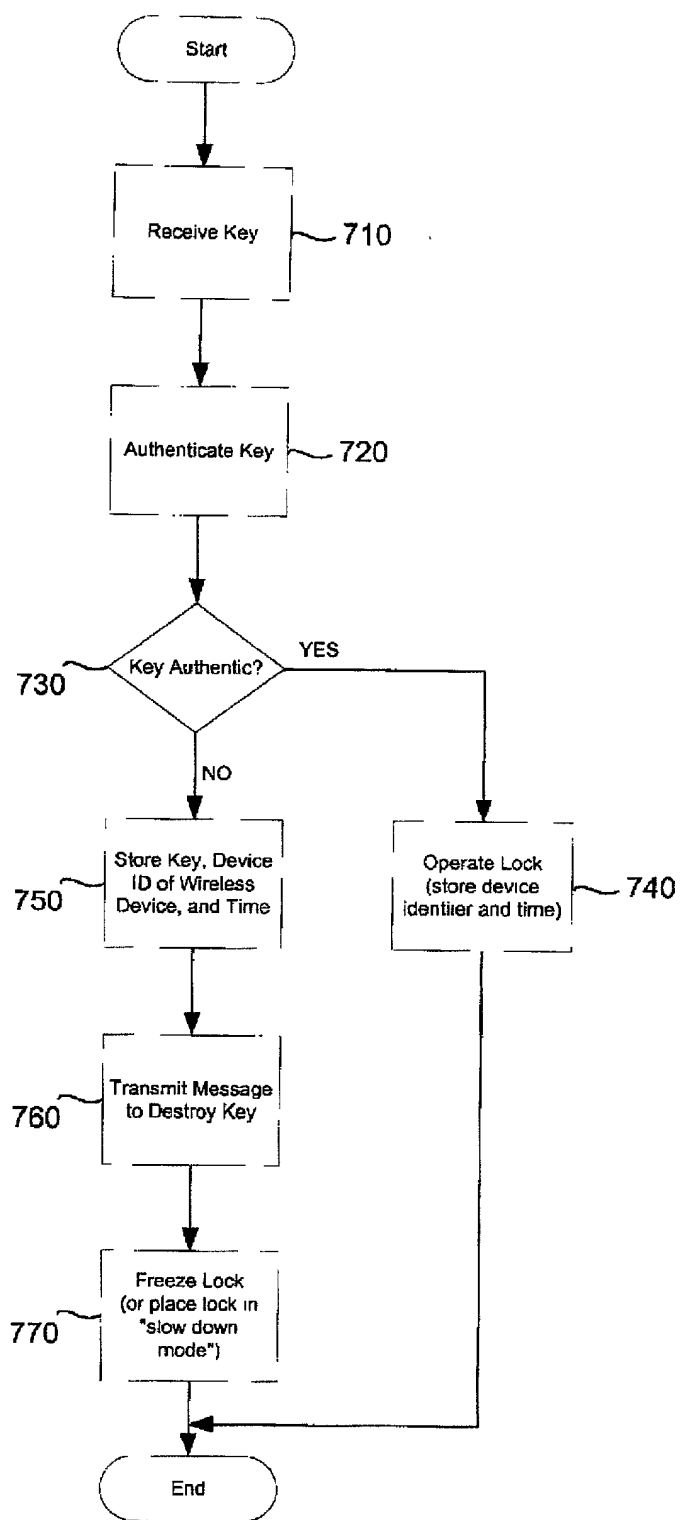 Start
Receive Key
710
Authenticate Key
720
Key Authentic?
730
YES
NO
Store Key, Device
ID of Wireless
Device, and Time
750
Operate Lock
(store device
identifier and time)
740
Transmit Message
to Destroy Key
760
Freeze Lock
(or place lock in
"slow down
mode")
770
End